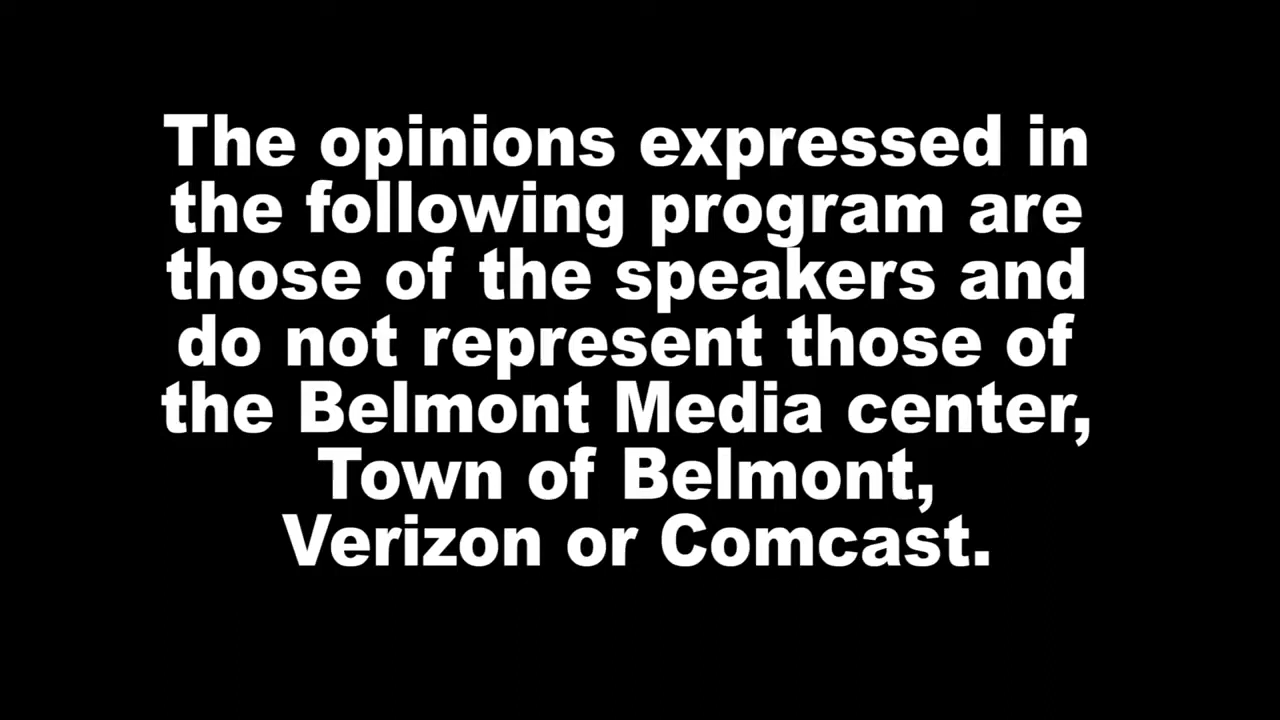 The opinions expressed in
the following program are
those of the speakers and
do not represent those of
the Belmont Media center,
Town of Belmont,
Verizon or Comcast.